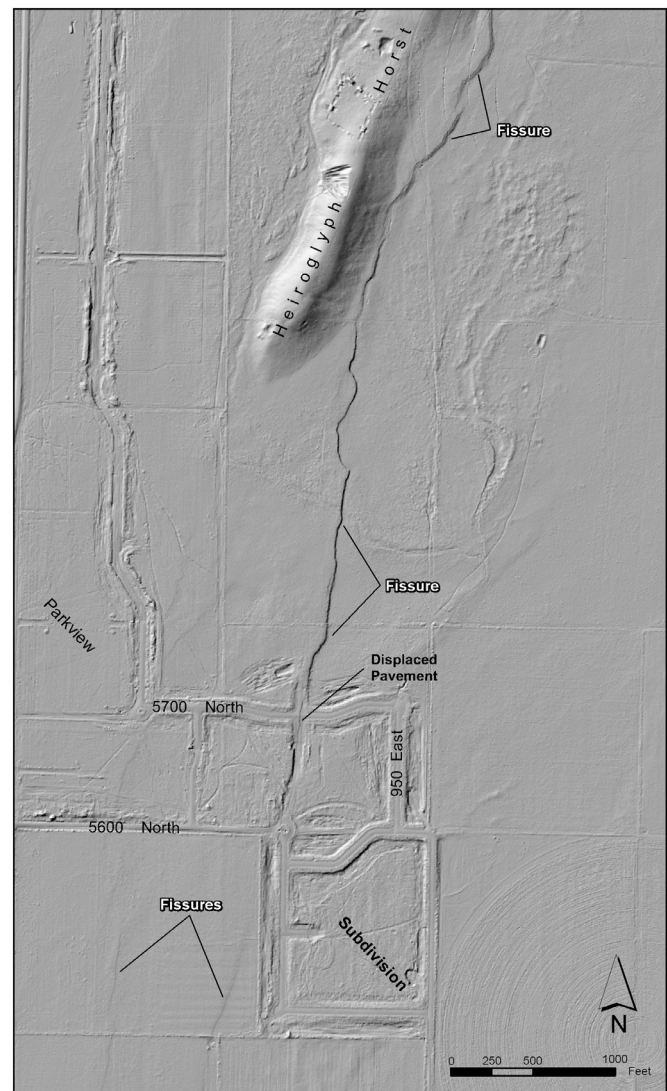 Heiroglyph Horst
Fissure
Fissure
Displaced
Pavement
Parkview
5700 North
950 East
5600 North
Fissures
Subdivision
N
0 250 500 1000
Feet